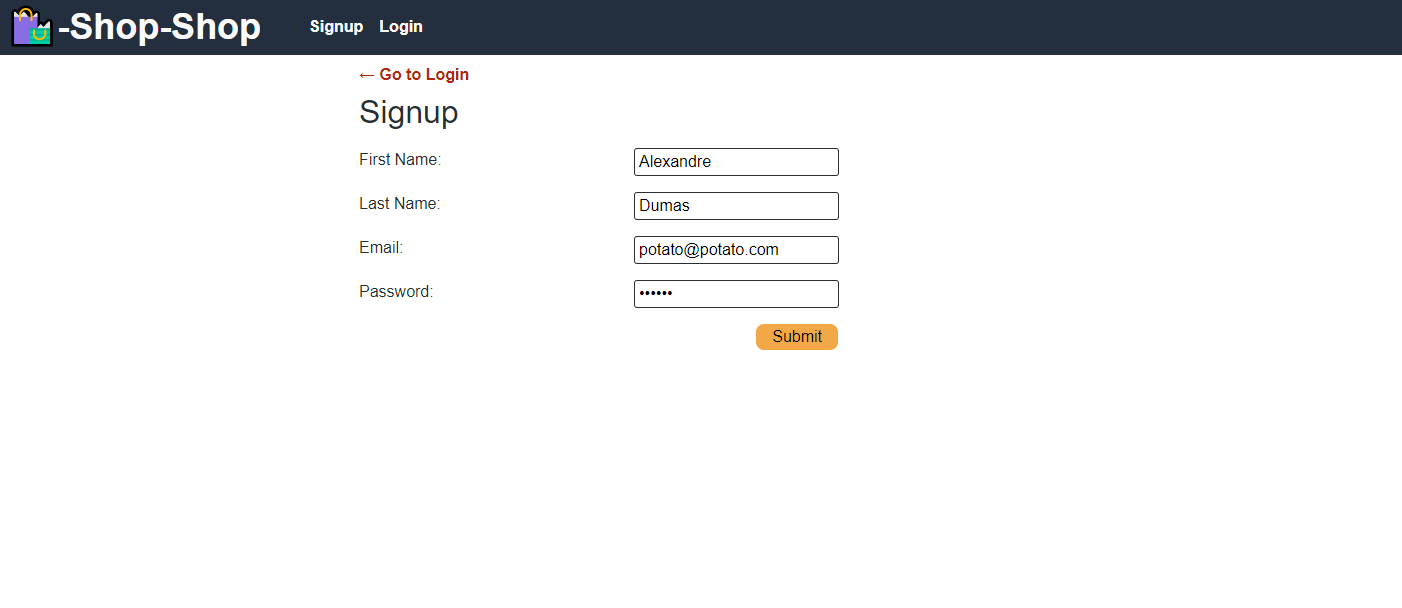 -Shop-Shop Signup Login
← Go to Login
Signup
First Name: Alexandre
Last Name: Dumas
Email: potato@potato.com
Password: ••••••
Submit